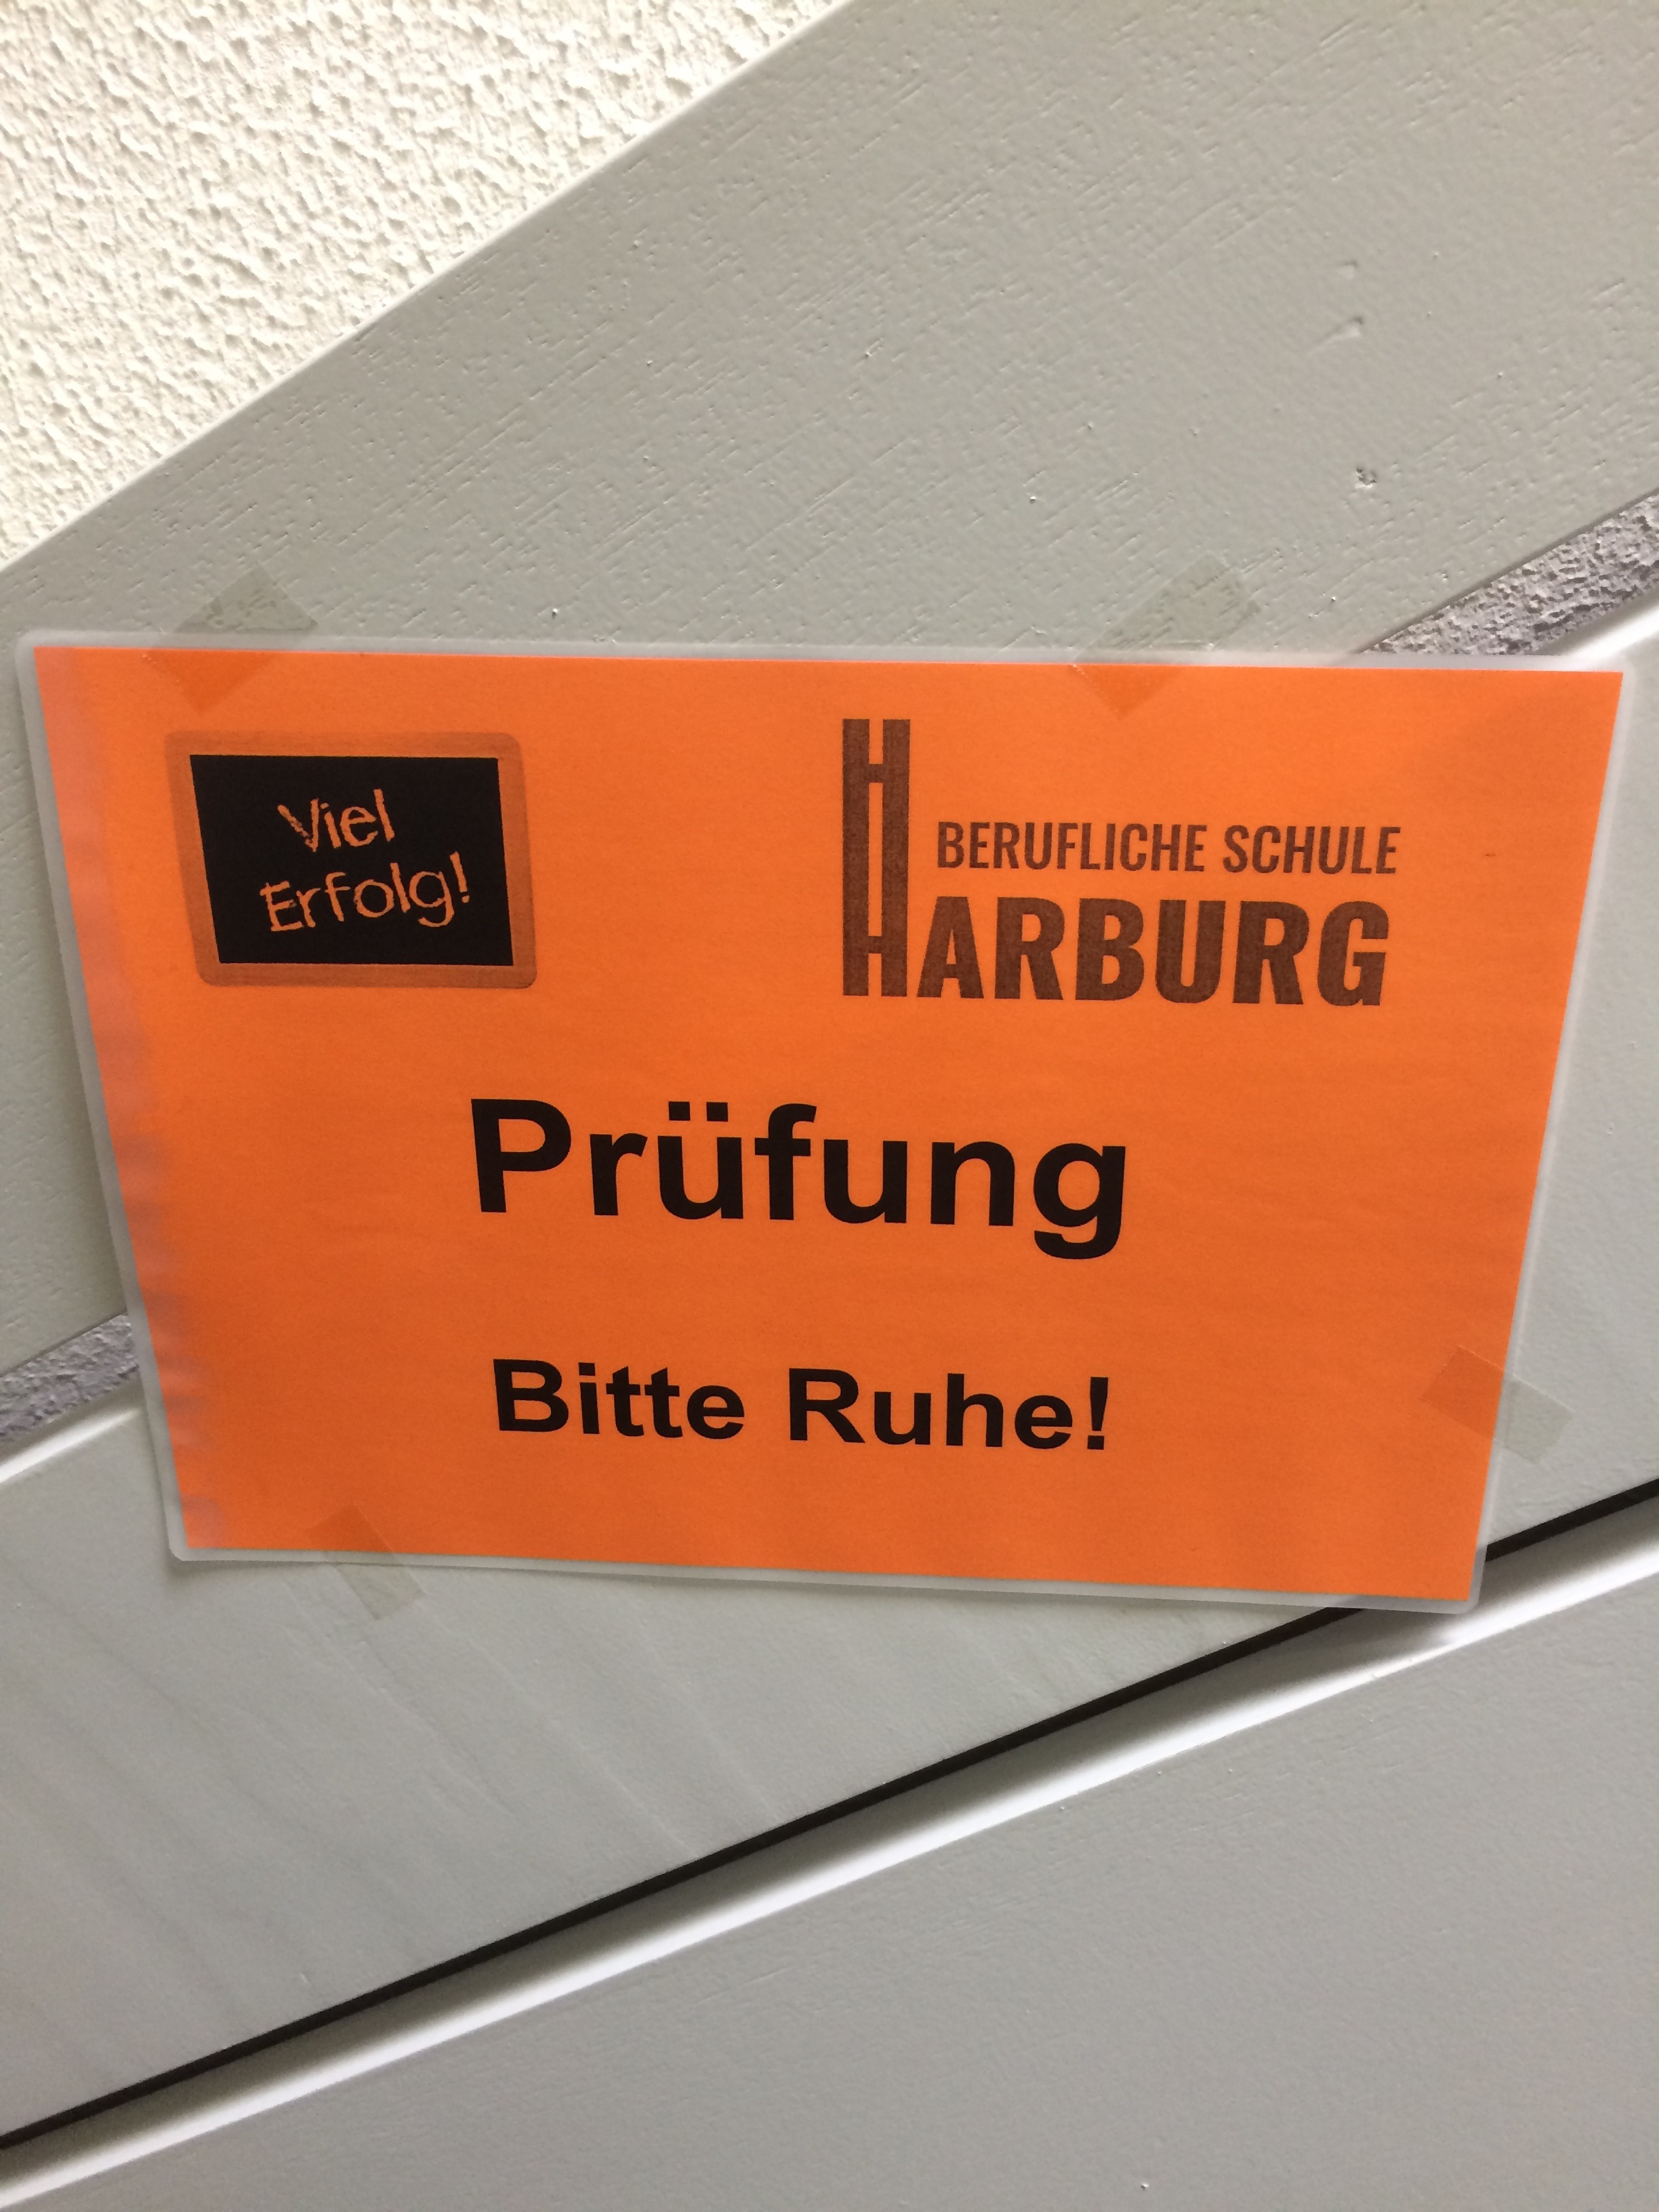 Viel
Erfolg!
BERUFLICHE SCHULE
HARBURG
Prüfung
Bitte Ruhe!